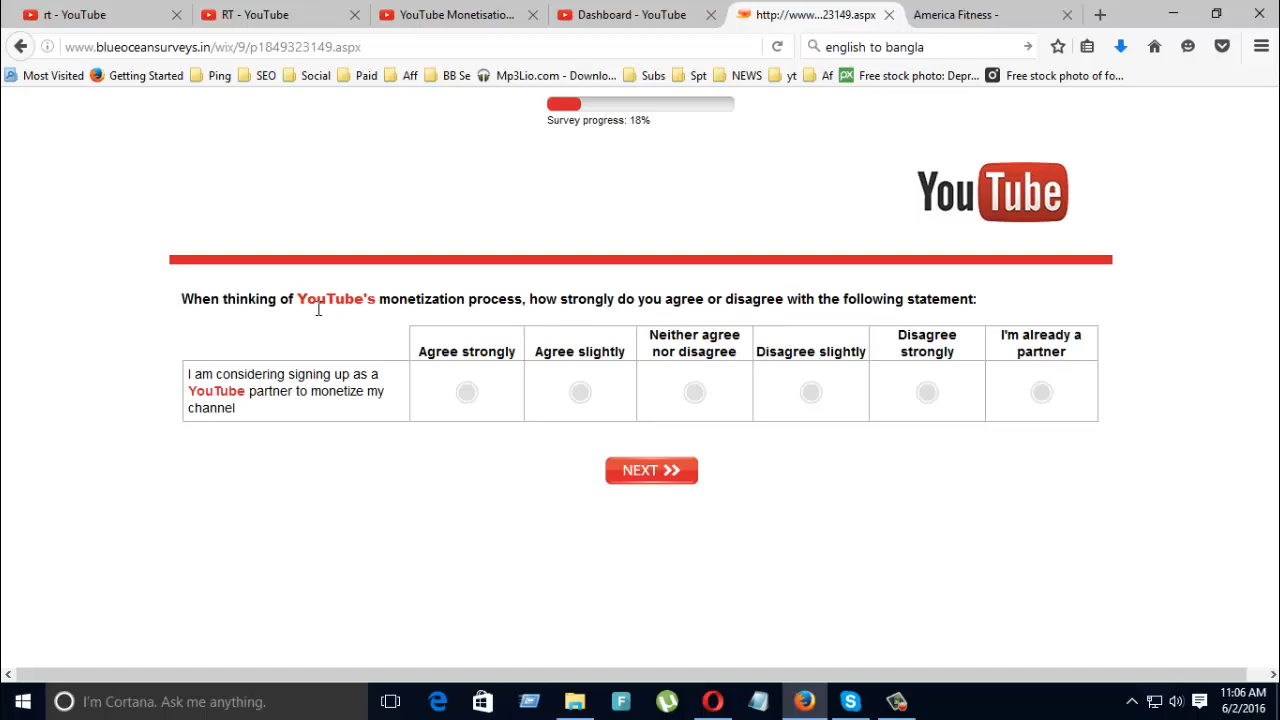 rt - YouTube
RT - YouTube
YouTube Monetisatio...
Dashboard - YouTube
http://www...23149.aspx
America Fitness -
www.blueoceansurveys.in/wix/9/p1849323149.aspx
english to bangla
Most Visited
Getting Started
Ping
SEO
Social
Paid
Aff
BB Se
Mp3Lio.com - Downlo...
Subs
Spt
NEWS
yt
Af
px
Free stock photo: Depr...
Free stock photo of fo...
Survey progress: 18%
YouTube
When thinking of YouTube's monetization process, how strongly do you agree or disagree with the following statement:
Agree strongly
Agree slightly
Neither agree
nor disagree
Disagree slightly
Disagree
strongly
I'm already a
partner
I am considering signing up as a
YouTube partner to monetize my
channel
NEXT >>
I'm Cortana. Ask me anything.
11:06 AM
6/2/2016